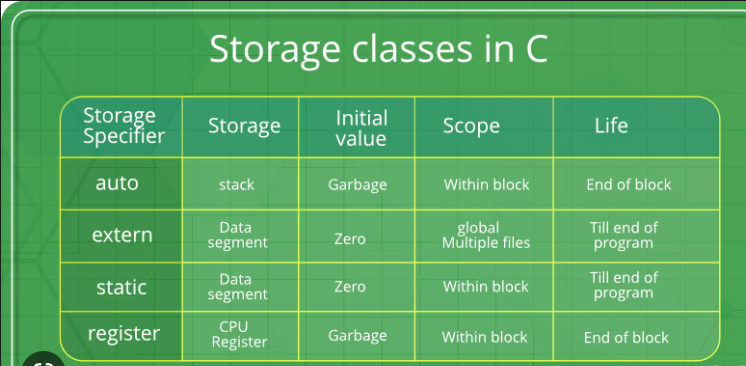 Storage classes in C
Storage
Specifier
Storage
Initial
value
Scope
Life
auto
stack
Garbage
Within block
End of block
extern
Data
segment
Zero
global
Multiple files
Till end of
program
static
Data
segment
Zero
Within block
Till end of
program
register
CPU
Register
Garbage
Within block
End of block